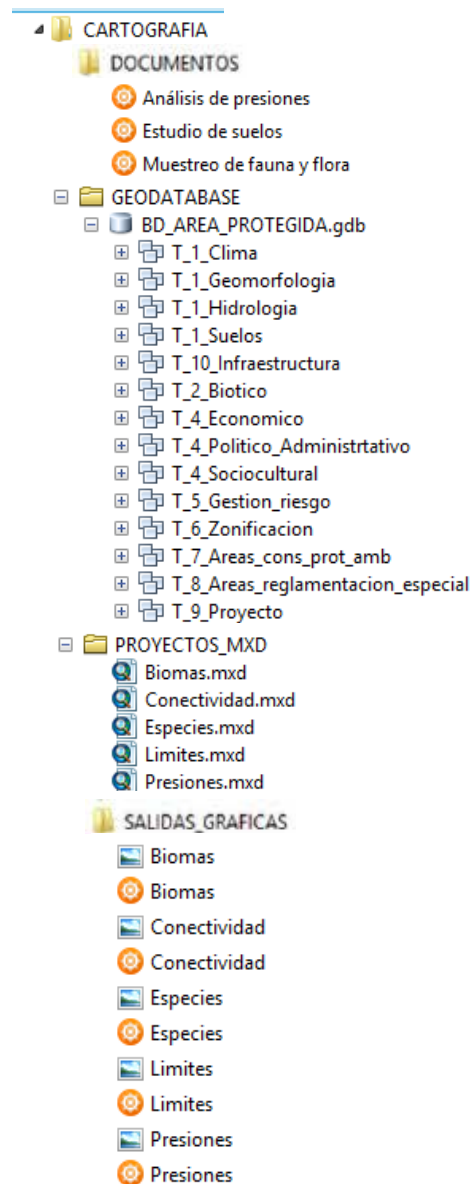 CARTOGRAFIA
DOCUMENTOS
Análisis de presiones
Estudio de suelos
Muestreo de fauna y flora
GEODATABASE
BD_AREA_PROTEGIDA.gdb
T_1_Clima
T_1_Geomorfologia
T_1_Hidrologia
T_1_Suelos
T_10_Infraestructura
T_2_Biotico
T_4_Economico
T_4_Politico_Administrtativo
T_4_Sociocultural
T_5_Gestion_riesgo
T_6_Zonificacion
T_7_Areas_cons_prot_amb
T_8_Areas_reglamentacion_especial
T_9_Proyecto
PROYECTOS_MXD
Biomas.mxd
Conectividad.mxd
Especies.mxd
Limites.mxd
Presiones.mxd
SALIDAS_GRAFICAS
Biomas
Biomas
Conectividad
Conectividad
Especies
Especies
Limites
Limites
Presiones
Presiones